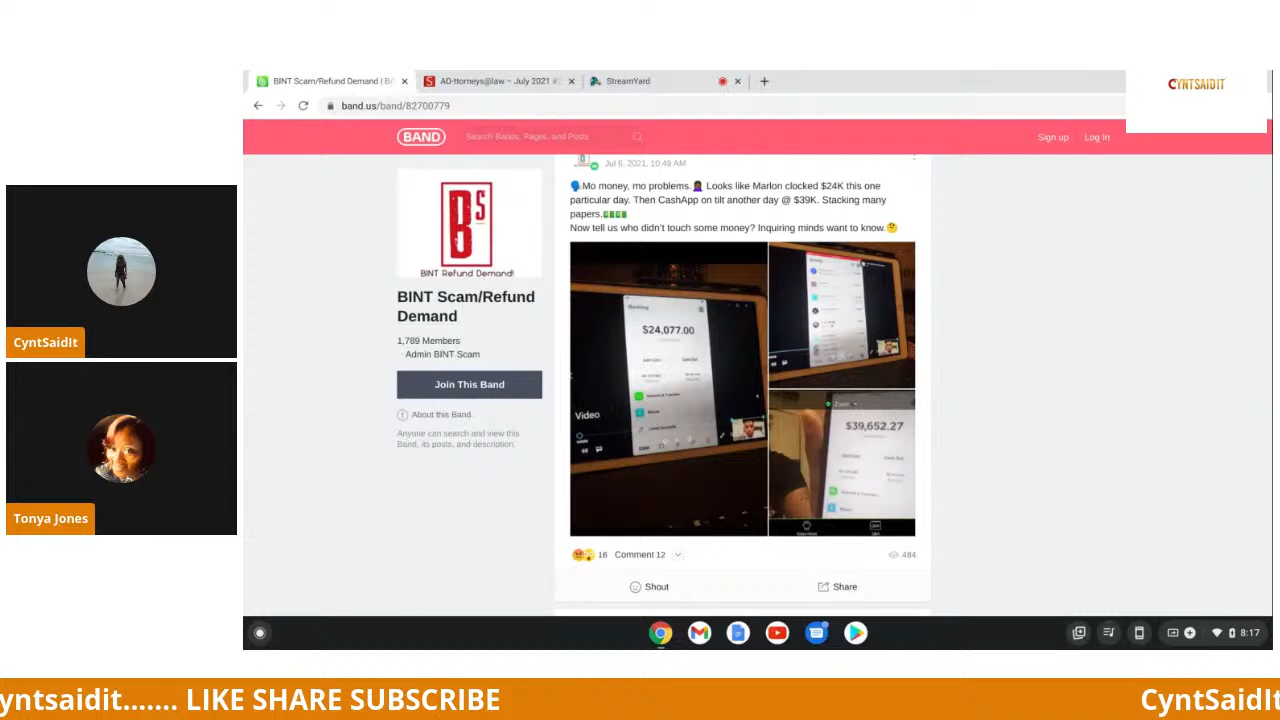 BINT Scam/Refund Demand | BA
AD-ttorneys@law – July 2021 #
StreamYard
CYNTSAIDIT
band.us/band/82700779
BAND
Search Bands, Pages, and Posts
Sign up
Log In
Jul 6, 2021, 10:49 AM
🗣Mo money, mo problems.🤦🏾‍♀️ Looks like Marlon clocked $24K this one
particular day. Then CashApp on tilt another day @ $39K. Stacking many
papers.💵💵
Now tell us who didn't touch some money? Inquiring minds want to know.🤔
BS
BINT Refund Demand!
BINT Scam/Refund
Demand
1,789 Members
· Admin BINT Scam
Join This Band
About this Band
Anyone can search and view this
Band, its posts, and description.
Banking
$24,077.00
Video
Zoom
$39,652.27
16
Comment 12
484
Shout
Share
8:17
CyntSaidIt
Tonya Jones
yntsaidit....... LIKE SHARE SUBSCRIBE
CyntSaidIt